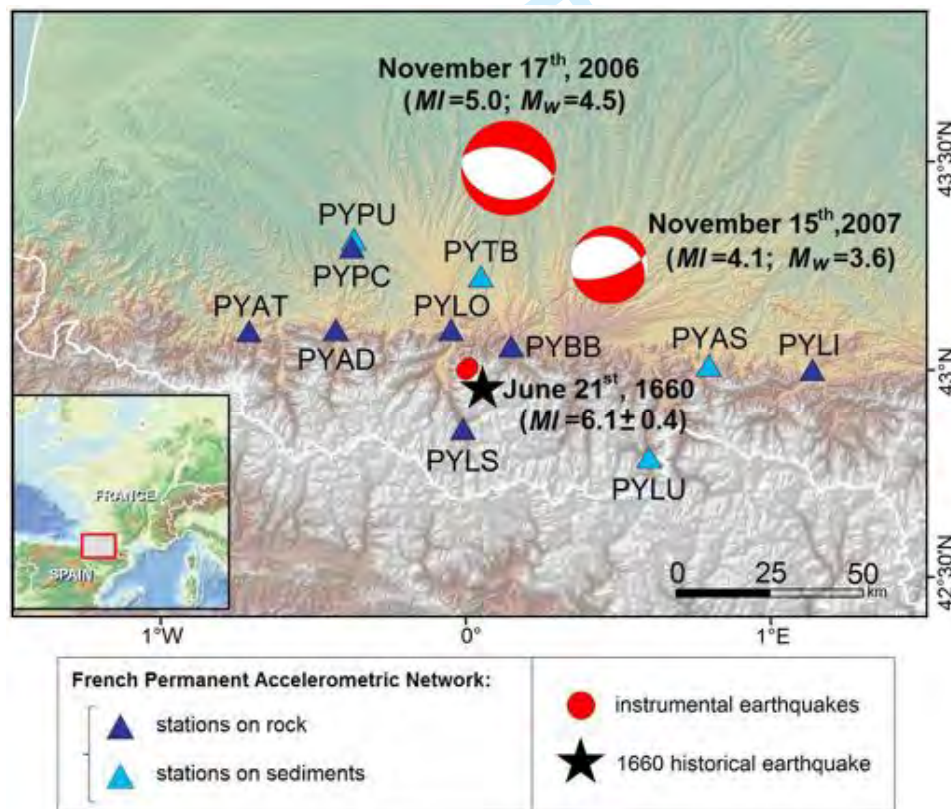 November 17th, 2006
(Ml=5.0; Mw=4.5)
43°30'N
November 15th,2007
(Ml=4.1; Mw=3.6)
PYPU
PYTB
PYPC
PYAT
PYLO
PYAD
PYBB
PYAS
PYLI
43°N
June 21st, 1660
(Ml=6.1±0.4)
PYLS
PYLU
FRANCE
SPAIN
0 25 50
km
42°30'N
1°W 0° 1°E
French Permanent Accelerometric Network:
stations on rock
stations on sediments
instrumental earthquakes
1660 historical earthquake